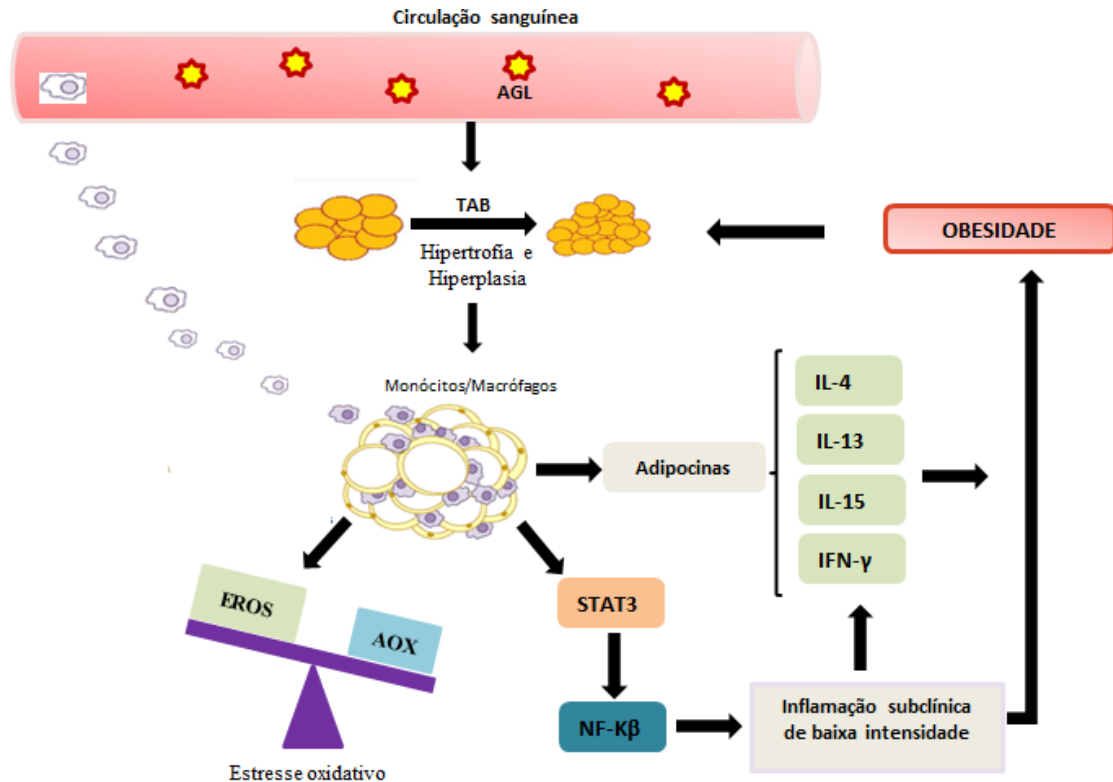 Circulação sanguínea
AGL
TAB
Hipertrofia e
Hiperplasia
OBESIDADE
Monócitos/Macrófagos
Adipocinas
IL-4
IL-13
IL-15
IFN-γ
EROS
AOX
STAT3
NF-Kβ
Inflamação subclínica
de baixa intensidade
Estresse oxidativo